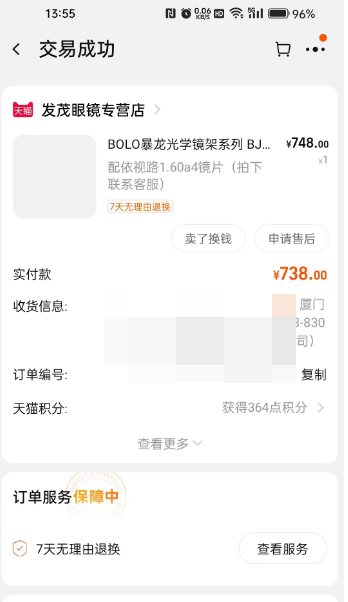 13:55
0.06 KB/S HD 5G 96%
交易成功
天猫 发茂眼镜专营店
BOLO暴龙光学镜架系列 BJ... ¥748.00
配依视路1.60a4镜片（拍下 x1
联系客服）
7天无理由退换
卖了换钱 申请售后
实付款 ¥738.00
收货信息: 厦门
3-830
司）
订单编号: 复制
天猫积分: 获得364点积分
查看更多
订单服务保障中
7天无理由退换 查看服务